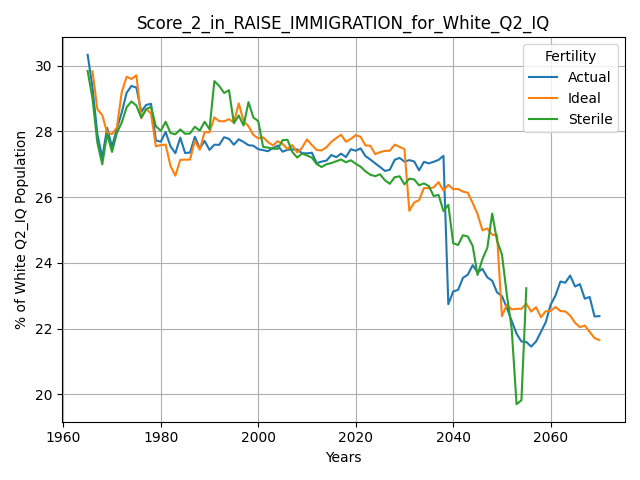 Score_2_in_RAISE_IMMIGRATION_for_White_Q2_IQ
Fertility
Actual
Ideal
Sterile
% of White Q2_IQ Population
30
28
26
24
22
20
1960
1980
2000
2020
2040
2060
Years